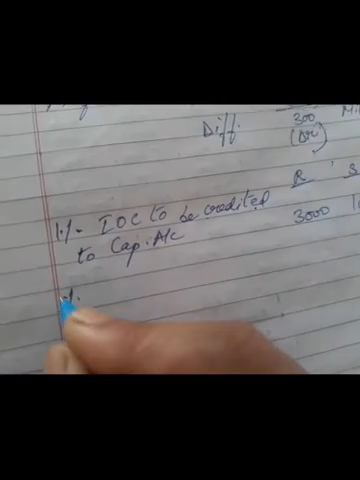 Diff.
300
(Dr)
R S
1./- IOC to be credited
to Cap. A/c
3000